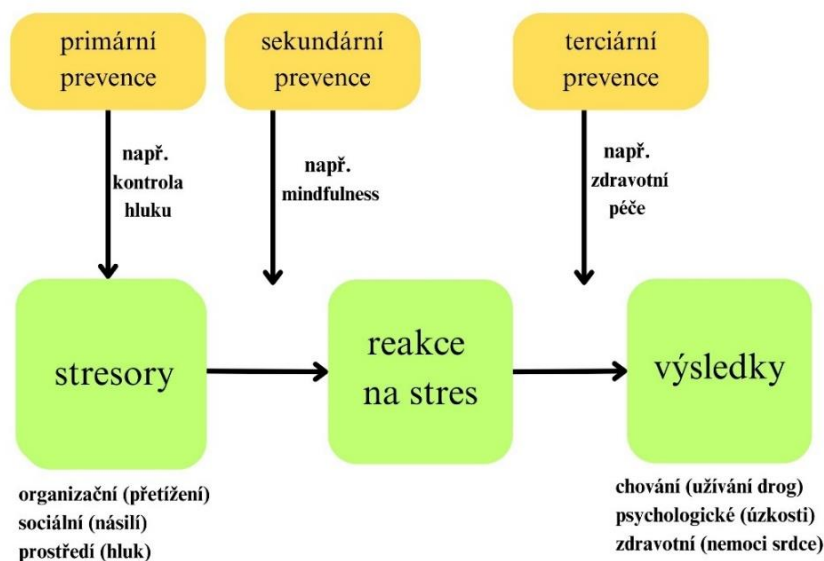 primární
prevence
sekundární
prevence
terciární
prevence
např.
kontrola
hluku
např.
mindfulness
např.
zdravotní
péče
stresory
reakce
na stres
výsledky
organizační (přetížení)
sociální (násilí)
prostředí (hluk)
chování (užívání drog)
psychologické (úzkosti)
zdravotní (nemoci srdce)